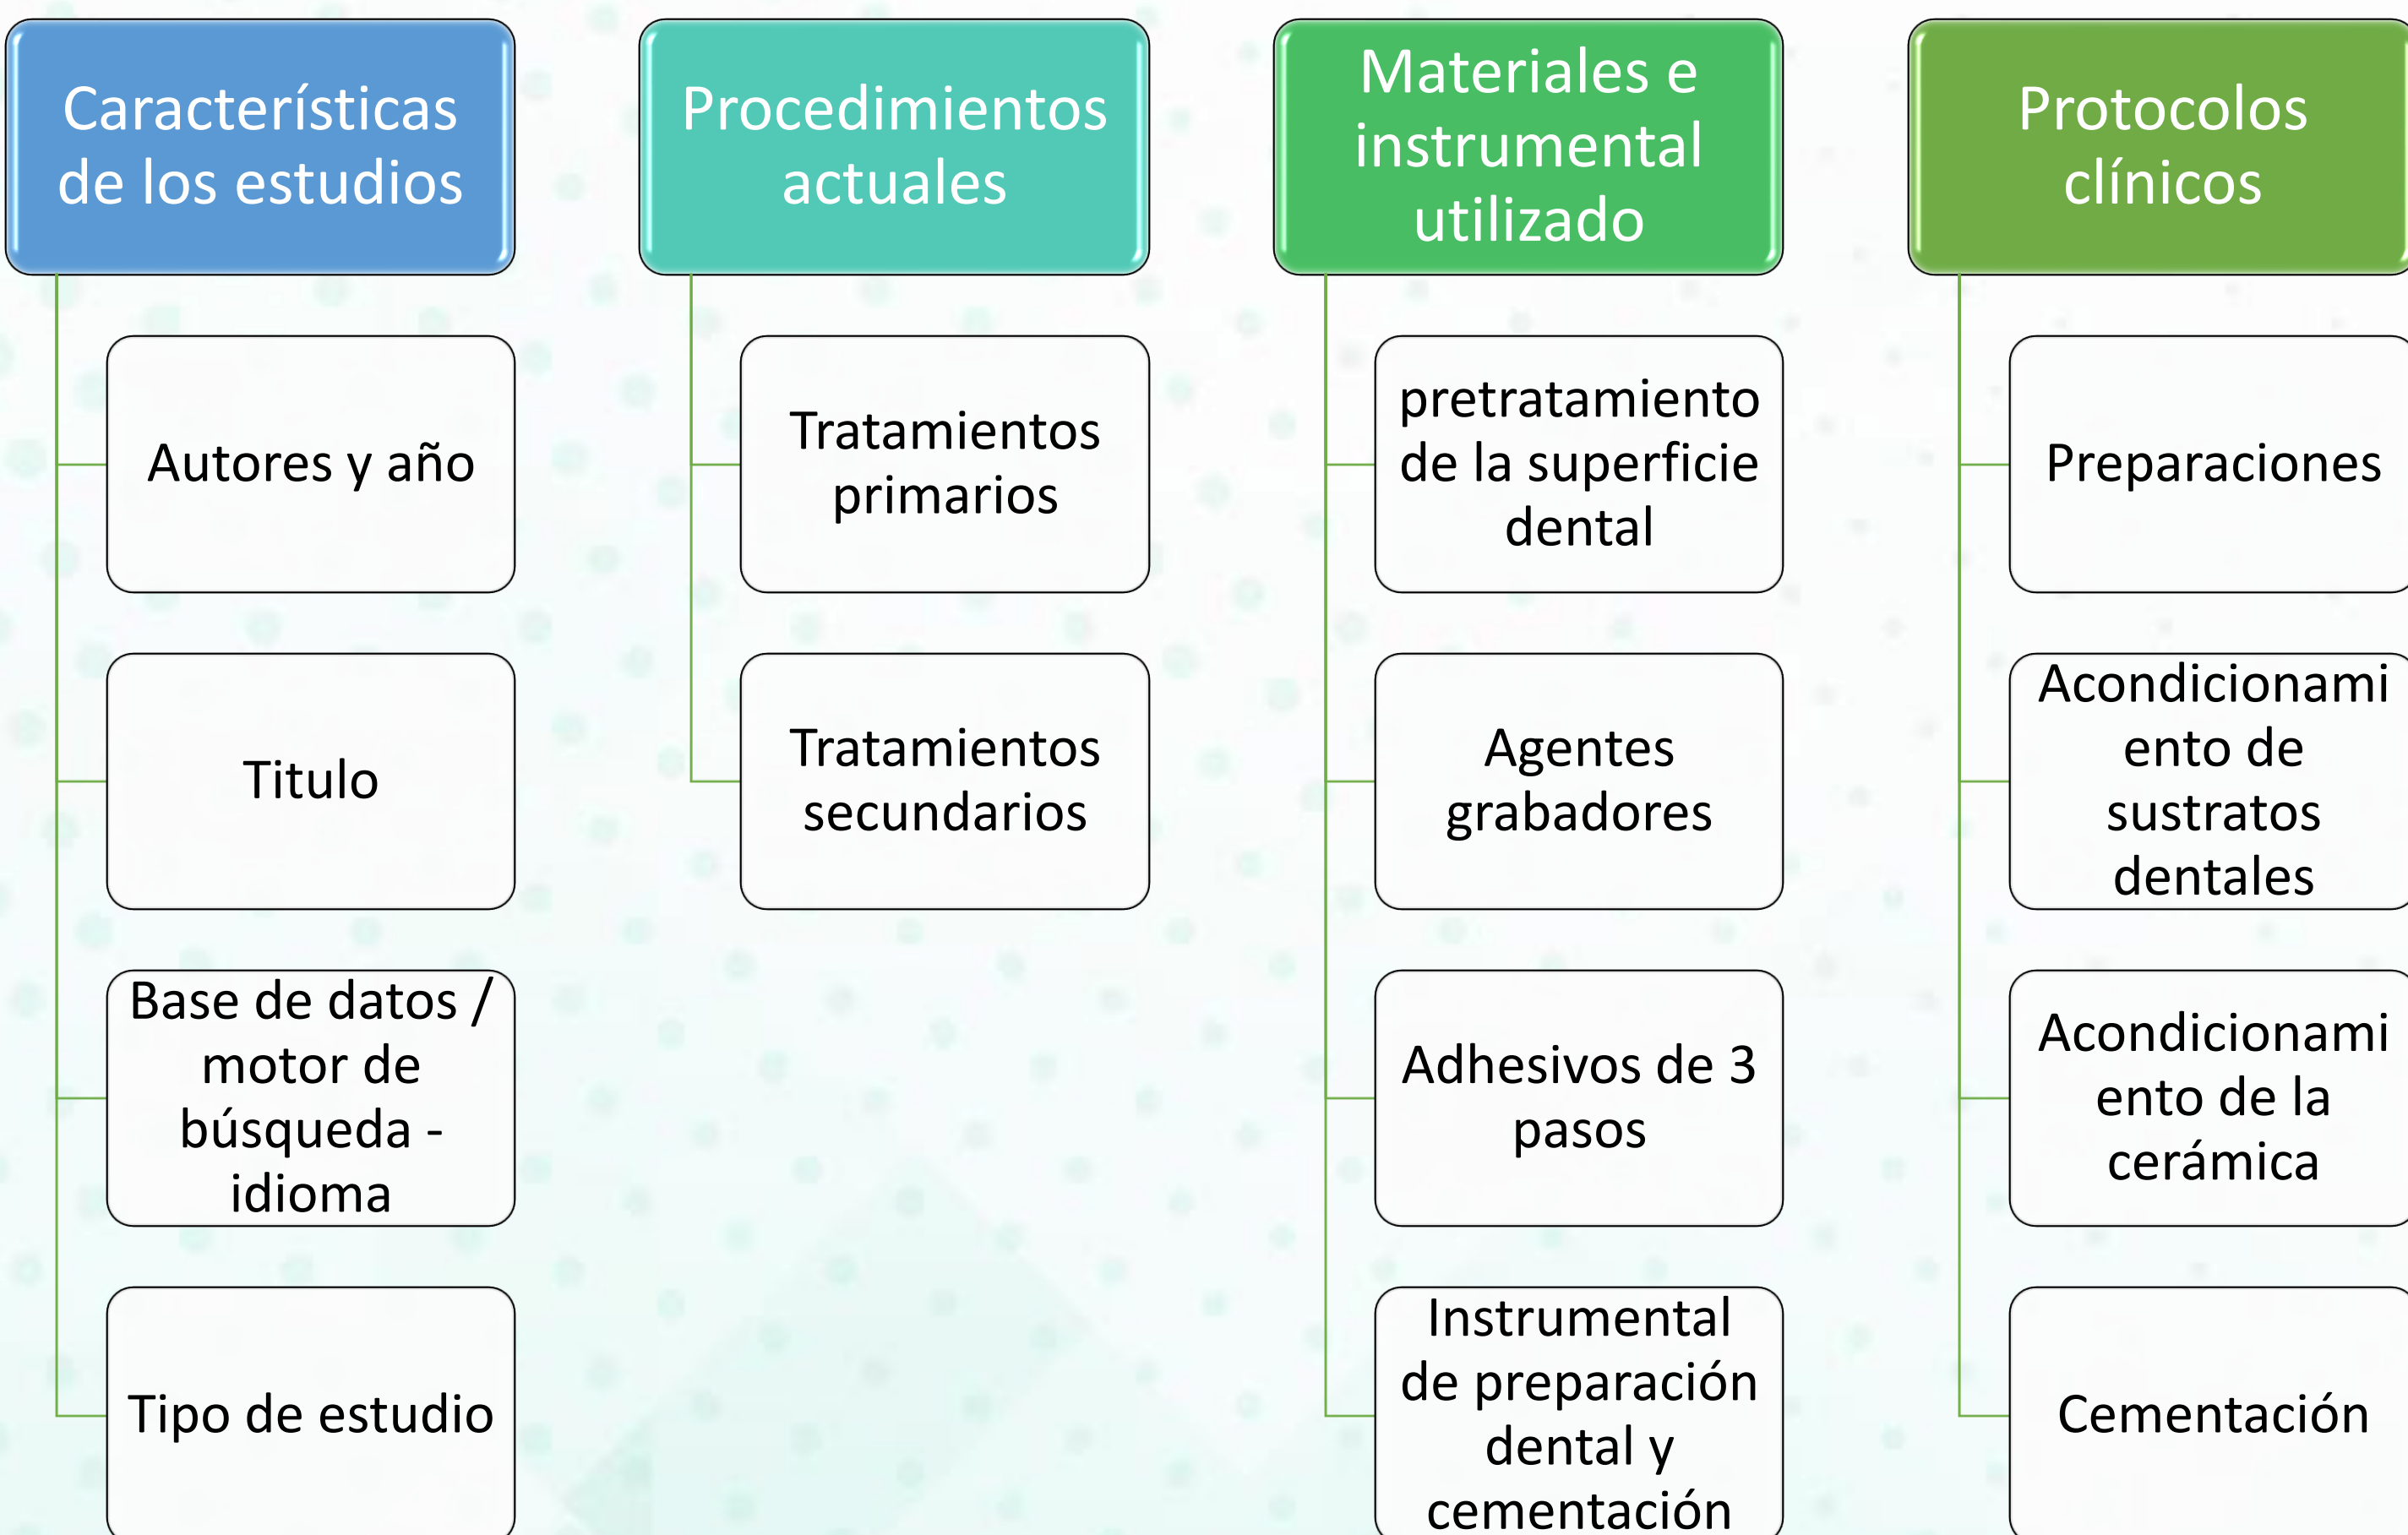 Características
de los estudios
Autores y año
Titulo
Base de datos /
motor de
búsqueda -
idioma
Tipo de estudio
Procedimientos
actuales
Tratamientos
primarios
Tratamientos
secundarios
Materiales e
instrumental
utilizado
pretratamiento
de la superficie
dental
Agentes
grabadores
Adhesivos de 3
pasos
Instrumental
de preparación
dental y
cementación
Protocolos
clínicos
Preparaciones
Acondicionami
ento de
sustratos
dentales
Acondicionami
ento de la
cerámica
Cementación